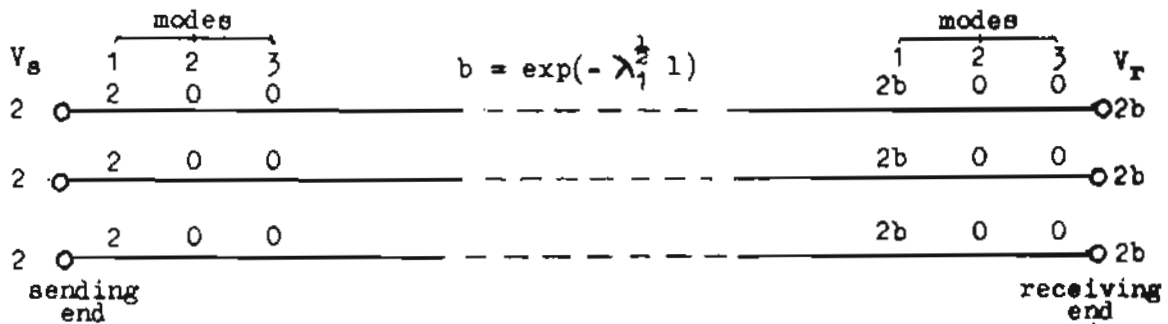 modes modes
V_s 1 2 3 b = exp(- λ_1^{1/2} l) 1 2 3 V_r
2 2 0 0 2b 0 0 2b
2 2 0 0 2b 0 0 2b
2 2 0 0 2b 0 0 2b
sending receiving
end end